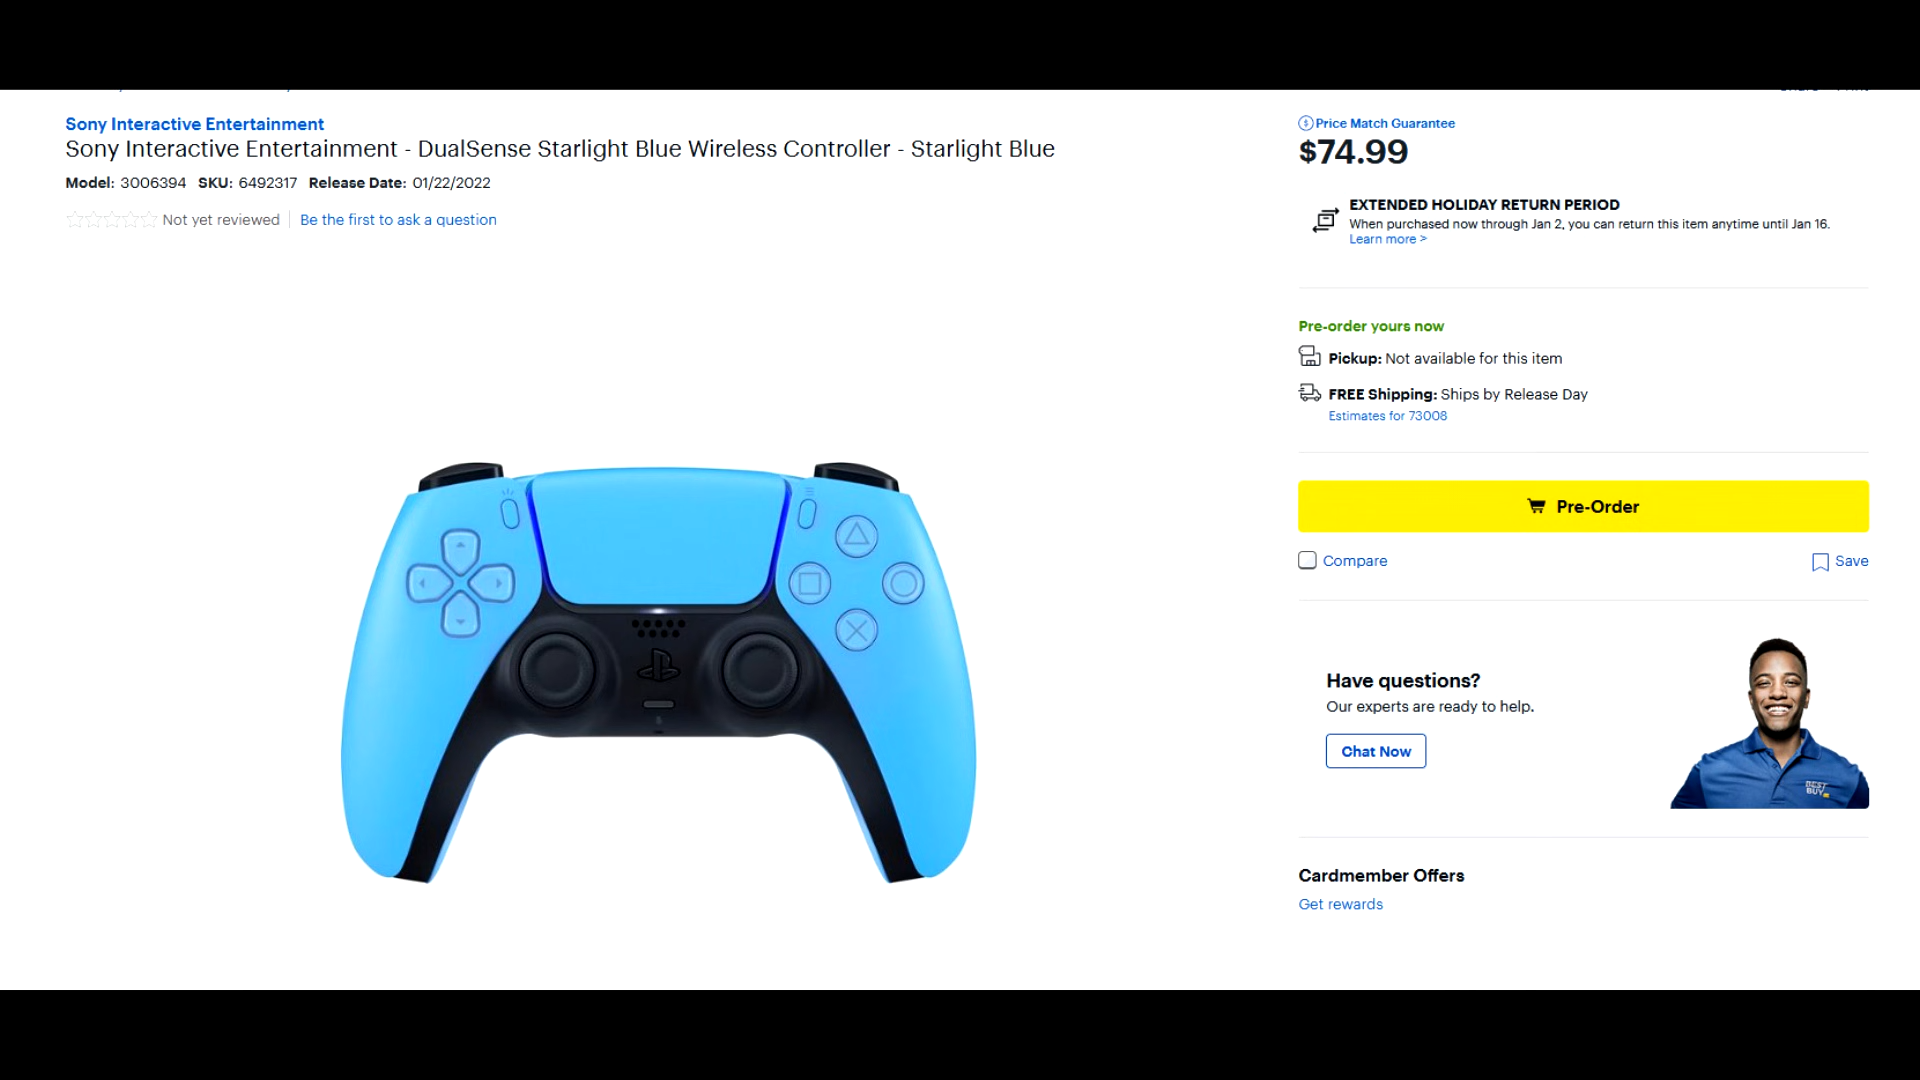 Sony Interactive Entertainment
Sony Interactive Entertainment - DualSense Starlight Blue Wireless Controller - Starlight Blue
Model: 3006394 SKU: 6492317 Release Date: 01/22/2022
Not yet reviewed Be the first to ask a question
Price Match Guarantee
$74.99
EXTENDED HOLIDAY RETURN PERIOD
When purchased now through Jan 2, you can return this item anytime until Jan 16.
Learn more >
Pre-order yours now
Pickup: Not available for this item
FREE Shipping: Ships by Release Day
Estimates for 73008
Pre-Order
Compare
Save
Have questions?
Our experts are ready to help.
Chat Now
BEST
BUY
Cardmember Offers
Get rewards